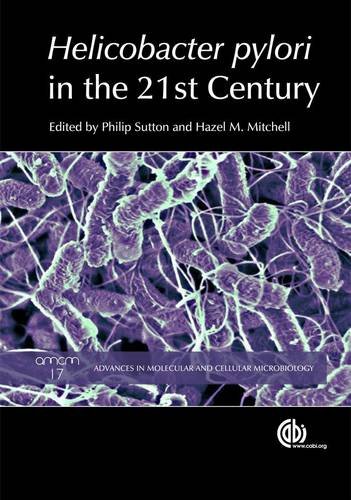 Helicobacter pylori
in the 21st Century
Edited by Philip Sutton and Hazel M. Mitchell
amcm
17
ADVANCES IN MOLECULAR AND CELLULAR MICROBIOLOGY
cabi
www.cabi.org